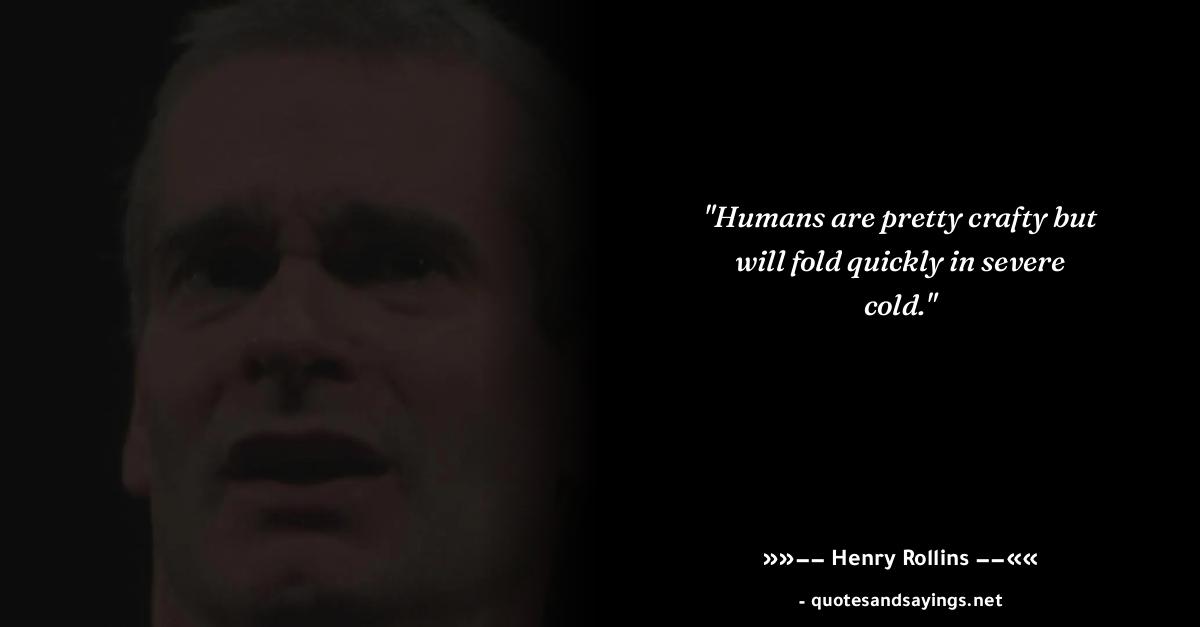 "Humans are pretty crafty but
will fold quickly in severe
cold."
»»−− Henry Rollins −−««
- quotesandsayings.net